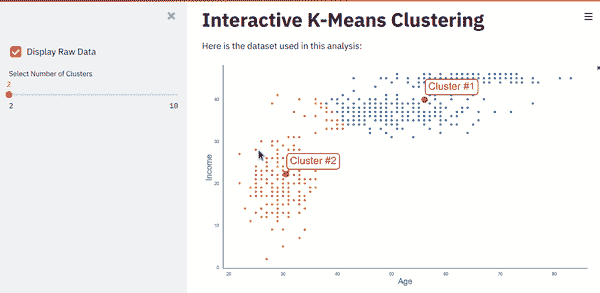 Interactive K-Means Clustering
Display Raw Data
Here is the dataset used in this analysis:
Select Number of Clusters
2
2 10
Cluster #1
Cluster #2
Income
40
30
20
10
0
20 30 40 50 60 70 80
Age